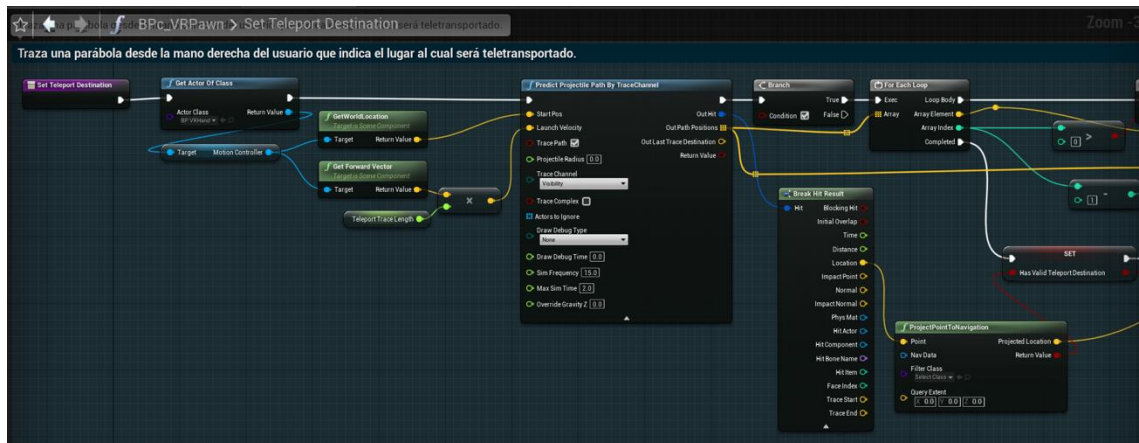 BPc_VRPawn > Set Teleport Destination
será teletransportado.
Zoom -3
Traza una parábola desde la mano derecha del usuario que indica el lugar al cual será teletransportado.
Set Teleport Destination
Get Actor Of Class
Actor Class
BP VRHand
Return Value
Target
Motion Controller
GetWorldLocation
Target is Scene Component
Target
Return Value
Get Forward Vector
Target is Scene Component
Target
Return Value
Teleport Trace Length
X
Predict Projectile Path By TraceChannel
Start Pos
Out Hit
Launch Velocity
Out Path Positions
Trace Path
Out Last Trace Destination
Projectile Radius 0.0
Return Value
Trace Channel
Visibility
Trace Complex
Actors to Ignore
Draw Debug Type
None
Draw Debug Time 0.0
Sim Frequency 15.0
Max Sim Time 2.0
Override Gravity Z 0.0
Branch
True
Condition
False
For Each Loop
Exec
Loop Body
Array
Array Element
Array Index
Completed
>
0
-
1
Break Hit Result
Hit
Blocking Hit
Initial Overlap
Time
Distance
Location
Impact Point
Normal
Impact Normal
Phys Mat
Hit Actor
Hit Component
Hit Bone Name
Hit Item
Face Index
Trace Start
Trace End
SET
Has Valid Teleport Destination
ProjectPointToNavigation
Point
Projected Location
Nav Data
Return Value
Filter Class
Select Class
Query Extent
X 0.0 Y 0.0 Z 0.0